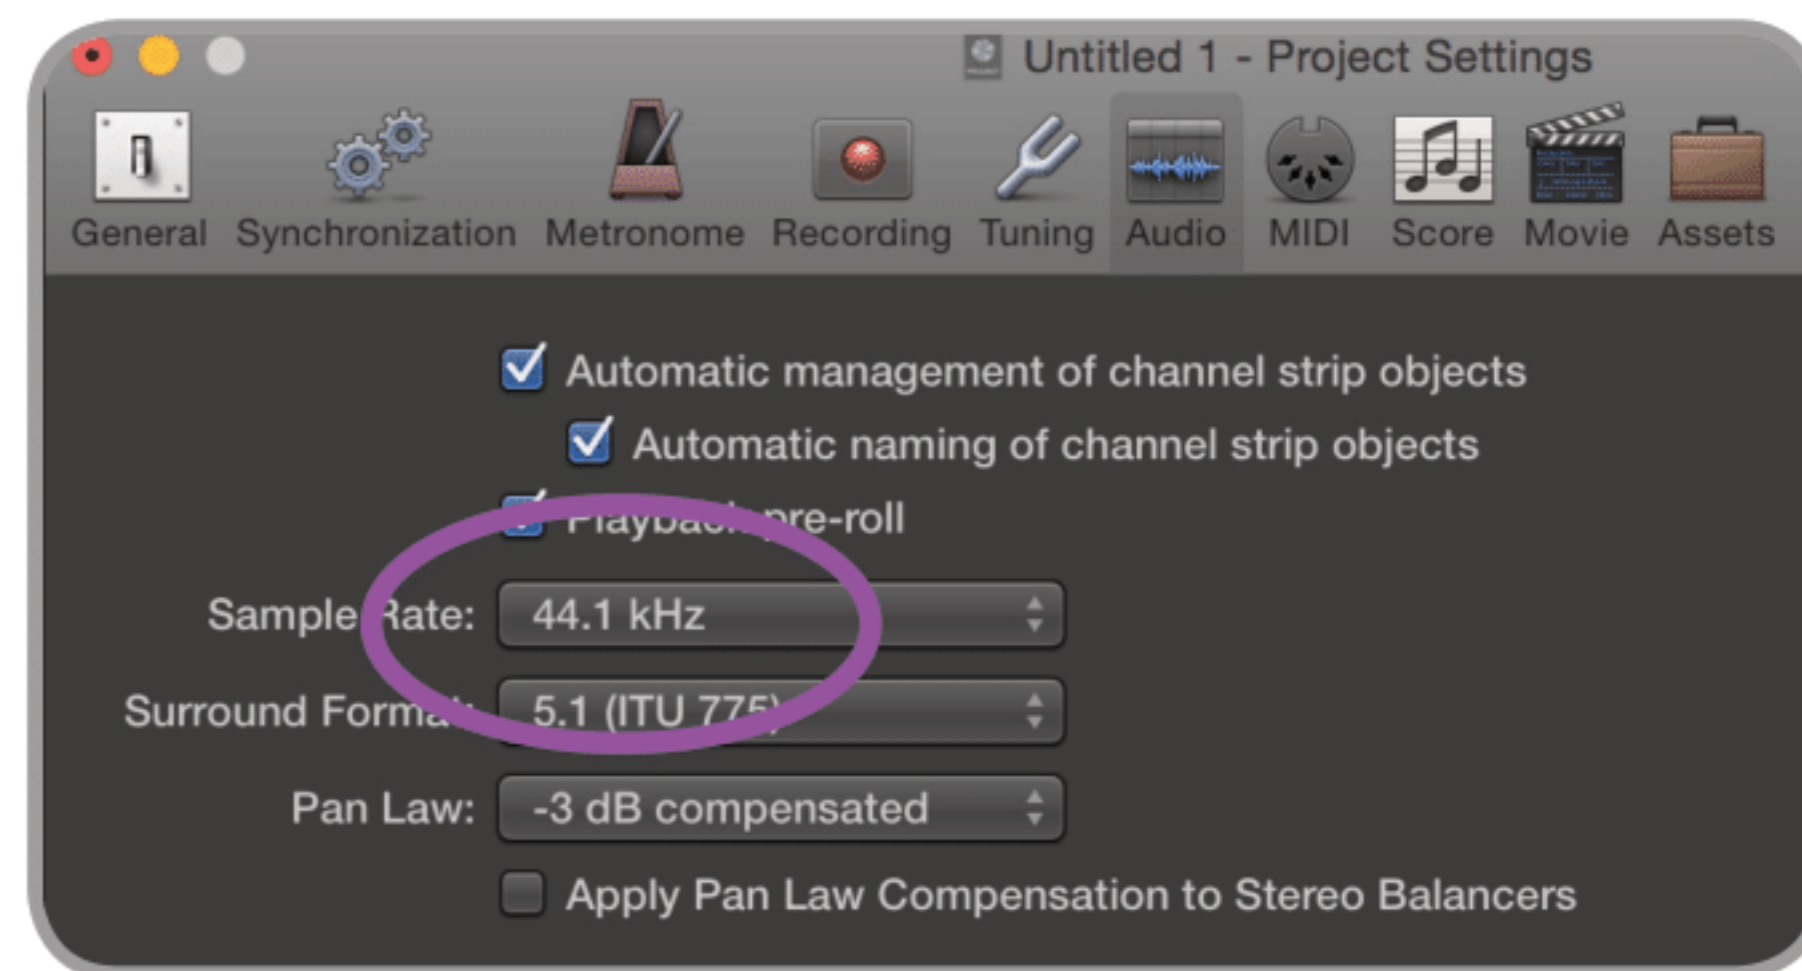 Untitled 1 - Project Settings
General Synchronization Metronome Recording Tuning Audio MIDI Score Movie Assets
Automatic management of channel strip objects
Automatic naming of channel strip objects
Playback pre-roll
Sample Rate: 44.1 kHz
Surround Format: 5.1 (ITU 775)
Pan Law: -3 dB compensated
Apply Pan Law Compensation to Stereo Balancers